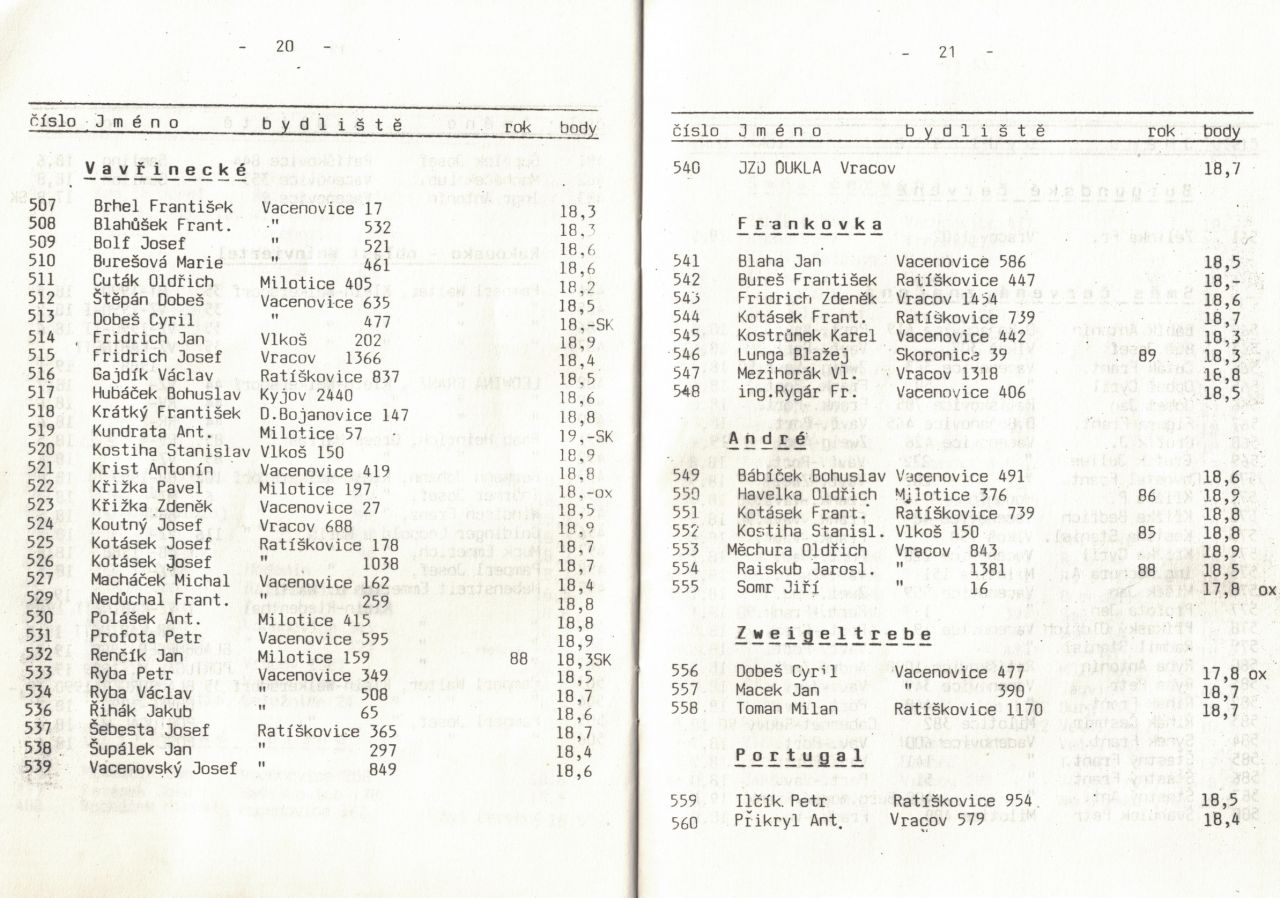 - 20 -
číslo Jméno bydliště rok body
Vavřinecké
507 Brhel František Vacenovice 17 18,3
508 Blahůšek Frant. " 532 18,3
509 Bolf Josef " 521 18,6
510 Burešová Marie " 461 18,6
511 Cuták Oldřich Milotice 405 18,2
512 Štěpán Dobeš Vacenovice 635 18,5
513 Dobeš Cyril " 477 18,-SK
514 Fridrich Jan Vlkoš 202 18,9
515 Fridrich Josef Vracov 1366 18,4
516 Gajdík Václav Ratíškovice 837 18,5
517 Hubáček Bohuslav Kyjov 2440 18,6
518 Krátký František D.Bojanovice 147 18,8
519 Kundrata Ant. Milotice 57 19,-SK
520 Kostiha Stanislav Vlkoš 150 18,9
521 Krist Antonín Vacenovice 419 18,8
522 Křižka Pavel Milotice 197 18,-ox
523 Křižka Zdeněk Vacenovice 27 18,5
524 Koutný Josef Vracov 688 18,9
525 Kotásek Josef Ratíškovice 178 18,7
526 Kotásek Josef " 1038 18,7
527 Macháček Michal Vacenovice 162 18,4
529 Nedůchal Frant. " 259 18,8
530 Polášek Ant. Milotice 415 18,8
531 Profota Petr Vacenovice 595 18,9
532 Renčík Jan Milotice 159 88 18,3SK
533 Ryba Petr Vacenovice 349 18,5
534 Ryba Václav " 508 18,7
536 Řihák Jakub " 65 18,6
537 Šebesta Josef Ratíškovice 365 18,7
538 Šupálek Jan " 297 18,4
539 Vacenovský Josef " 849 18,6
- 21 -
číslo Jméno bydliště rok body
540 JZD DUKLA Vracov 18,7
Frankovka
541 Blaha Jan Vacenovice 586 18,5
542 Bureš František Ratíškovice 447 18,-
543 Fridrich Zdeněk Vracov 1454 18,6
544 Kotásek Frant. Ratíškovice 739 18,7
545 Kostrůnek Karel Vacenovice 442 18,3
546 Lunga Blažej Skoronice 39 89 18,3
547 Mezihorák Vl. Vracov 1318 18,8
548 ing.Rygár Fr. Vacenovice 406 18,5
André
549 Bábíček Bohuslav Vacenovice 491 18,6
550 Havelka Oldřich Milotice 376 86 18,9
551 Kotásek Frant. Ratíškovice 739 18,8
552 Kostiha Stanisl. Vlkoš 150 85 18,8
553 Měchura Oldřich Vracov 843 18,9
554 Raiskub Jarosl. " 1381 88 18,5
555 Somr Jiří " 16 17,8 ox
Zweigeltrebe
556 Dobeš Cyril Vacenovice 477 17,8 ox
557 Macek Jan " 390 18,7
558 Toman Milan Ratíškovice 1170 18,7
Portugal
559 Ilčík Petr Ratíškovice 954 18,5
560 Přikryl Ant. Vracov 579 18,4